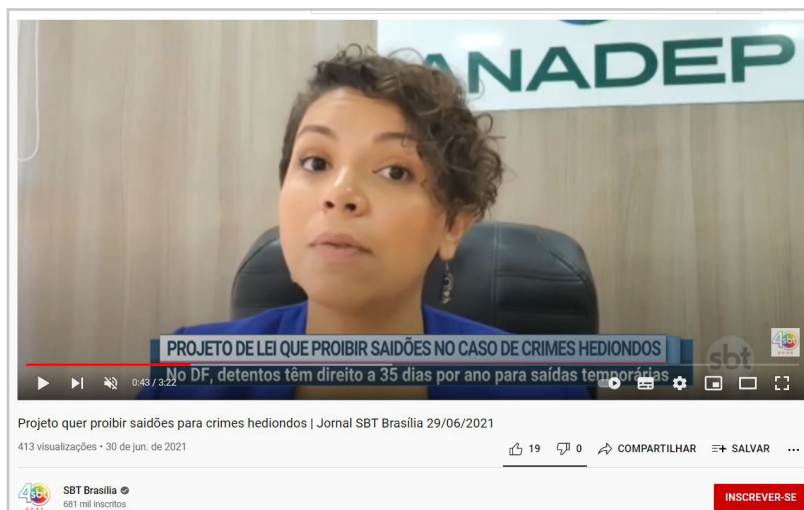 ANADEP
PROJETO DE LEI QUE PROIBIR SAIDÕES NO CASO DE CRIMES HEDIONDOS
No DF, detentos têm direito a 35 dias por ano para saídas temporárias
sbt
0:43 / 3:22
Projeto quer proibir saidões para crimes hediondos | Jornal SBT Brasília 29/06/2021
413 visualizações • 30 de jun. de 2021
19
0
COMPARTILHAR
SALVAR
SBT Brasília
681 mil inscritos
INSCREVER-SE